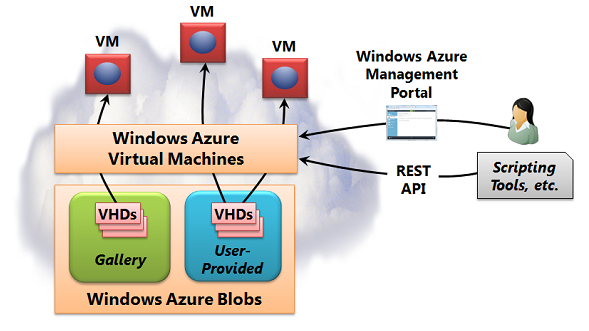 VM
VM
VM
Windows Azure
Management
Portal
Windows Azure
Virtual Machines
REST
API
Scripting
Tools, etc.
VHDs
VHDs
Gallery
User-
Provided
Windows Azure Blobs